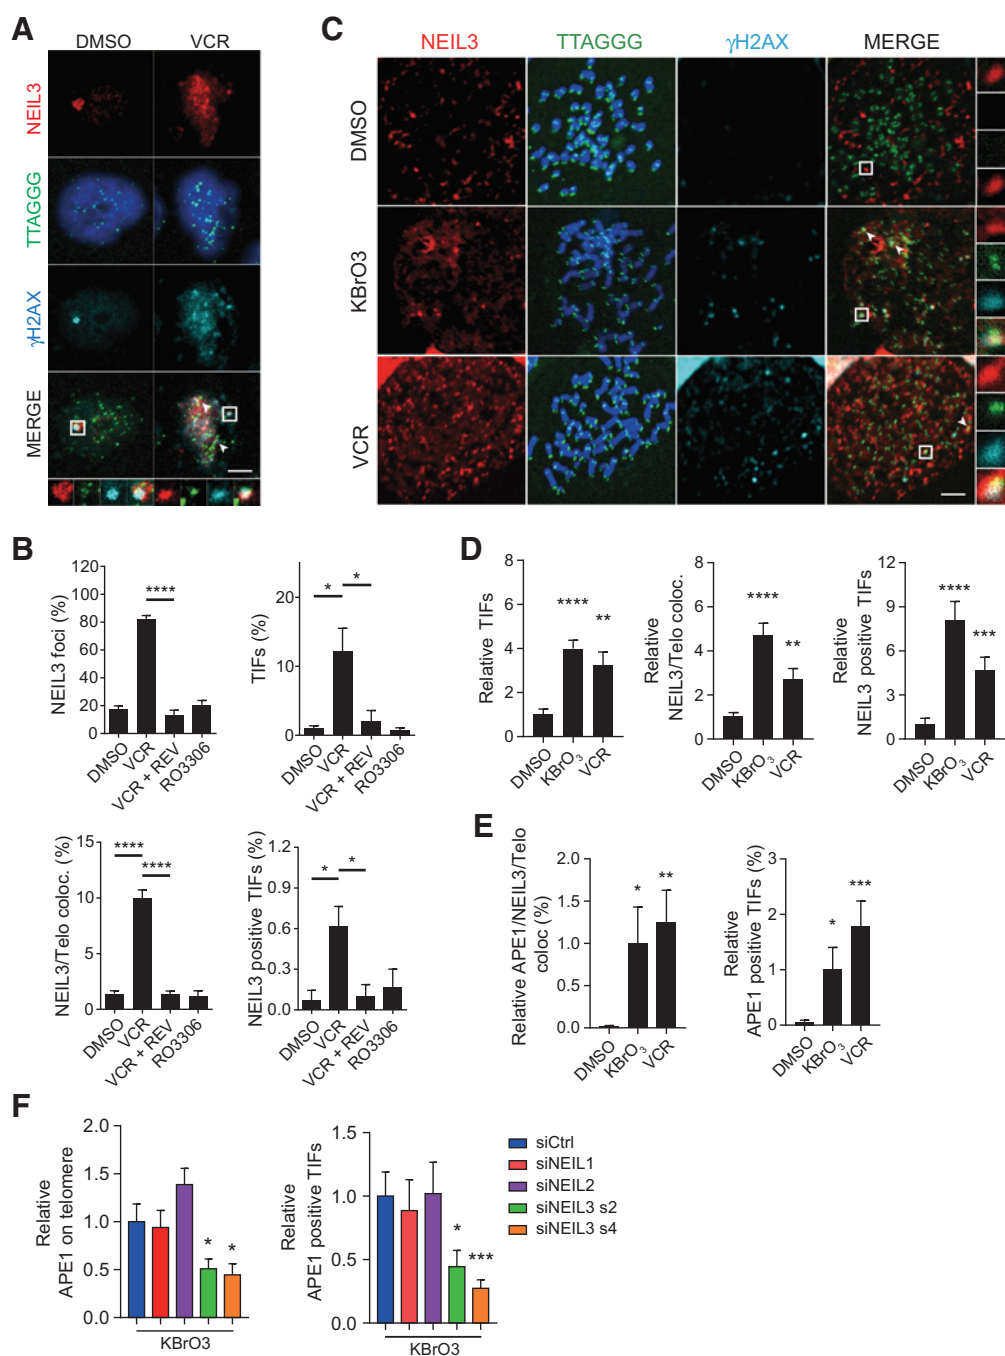 A
DMSO VCR
NEIL3
TTAGGG
γH2AX
MERGE
C
NEIL3 TTAGGG γH2AX MERGE
DMSO
KBrO3
VCR
B
NEIL3 foci (%)
120
100
80
60
40
20
0
****
DMSO
VCR
VCR + REV
RO3306
TIFs (%)
20
10
0
* *
DMSO
VCR
VCR + REV
RO3306
NEIL3/Telo coloc. (%)
15
10
5
0
****
****
DMSO
VCR
VCR + REV
RO3306
NEIL3 positive TIFs (%)
1.2
0.9
0.6
0.3
0.0
* *
DMSO
VCR
VCR + REV
RO3306
D
Relative TIFs
8
6
4
2
0
****
**
DMSO
KBrO3
VCR
Relative
NEIL3/Telo coloc.
8
6
4
2
0
****
**
DMSO
KBrO3
VCR
Relative
NEIL3 positive TIFs
12
9
6
3
0
****
***
DMSO
KBrO3
VCR
E
Relative APE1/NEIL3/Telo
coloc (%)
2.0
1.5
1.0
0.5
0.0
* **
DMSO
KBrO3
VCR
Relative
APE1 positive TIFs (%)
3
2
1
0
* ***
DMSO
KBrO3
VCR
F
Relative
APE1 on telomere
2.0
1.5
1.0
0.5
0.0
* *
KBrO3
Relative
APE1 positive TIFs
1.5
1.0
0.5
0.0
* ***
KBrO3
siCtrl
siNEIL1
siNEIL2
siNEIL3 s2
siNEIL3 s4